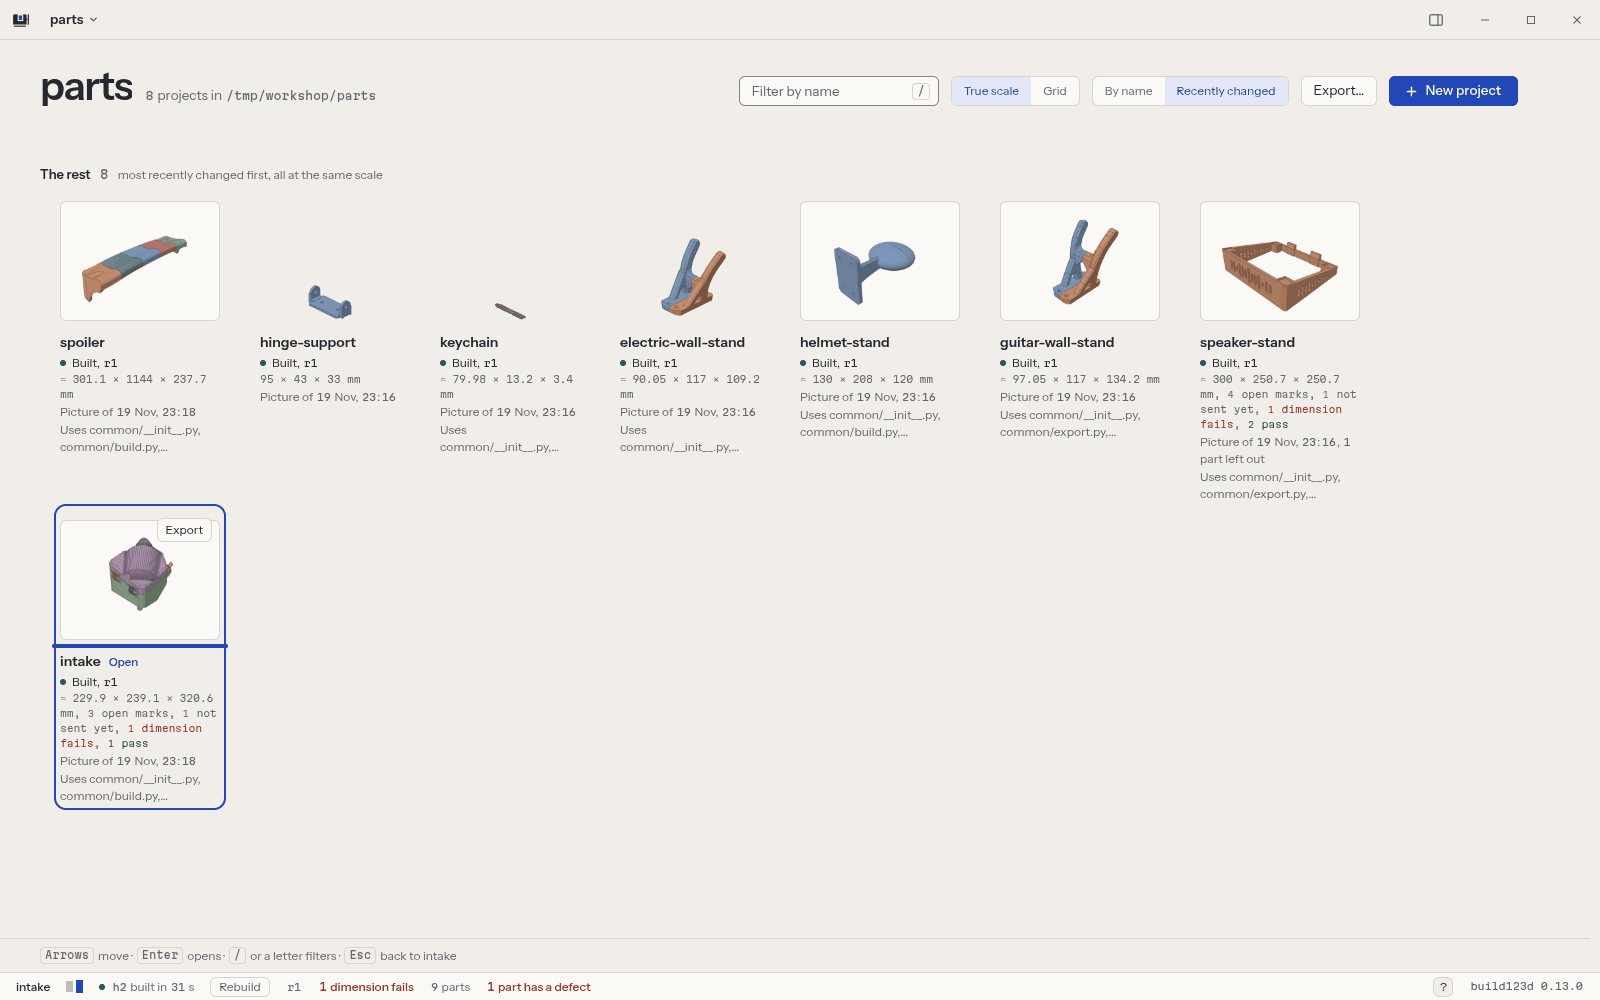 parts
parts
8 projects in /tmp/workshop/parts
Filter by name /
True scale Grid
By name Recently changed
Export...
+ New project
The rest 8 most recently changed first, all at the same scale
spoiler
Built, r1
≈ 301.1 × 1144 × 237.7
mm
Picture of 19 Nov, 23:18
Uses common/__init__.py,
common/build.py,…
hinge-support
Built, r1
95 × 43 × 33 mm
Picture of 19 Nov, 23:16
keychain
Built, r1
≈ 79.98 × 13.2 × 3.4
mm
Picture of 19 Nov, 23:16
Uses
common/__init__.py,…
electric-wall-stand
Built, r1
≈ 90.05 × 117 × 109.2
mm
Picture of 19 Nov, 23:16
Uses
common/__init__.py,…
helmet-stand
Built, r1
≈ 130 × 208 × 120 mm
Picture of 19 Nov, 23:16
Uses common/__init__.py,
common/build.py,…
guitar-wall-stand
Built, r1
≈ 97.05 × 117 × 134.2 mm
Picture of 19 Nov, 23:16
Uses common/__init__.py,
common/export.py,…
speaker-stand
Built, r1
≈ 300 × 250.7 × 250.7
mm, 4 open marks, 1 not
sent yet, 1 dimension
fails, 2 pass
Picture of 19 Nov, 23:16, 1
part left out
Uses common/__init__.py,
common/export.py,…
Export
intake Open
Built, r1
≈ 229.9 × 239.1 × 320.6
mm, 3 open marks, 1 not
sent yet, 1 dimension
fails, 1 pass
Picture of 19 Nov, 23:18
Uses common/__init__.py,
common/build.py,…
Arrows move · Enter opens · / or a letter filters · Esc back to intake
intake h2 built in 31 s Rebuild r1 1 dimension fails 9 parts 1 part has a defect ? build123d 0.13.0